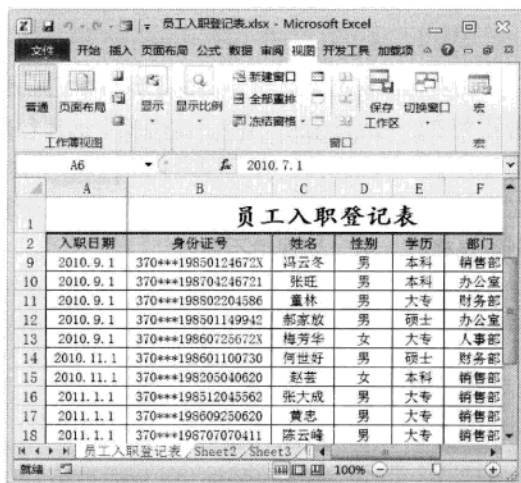 员工入职登记表.xlsx - Microsoft Excel
文件 开始 插入 页面布局 公式 数据 审阅 视图 开发工具 加载项
普通 页面布局 显示 显示比例 新建窗口 全部重排 冻结窗格 保存工作区 切换窗口 宏
工作簿视图 窗口 宏
A6 fx 2010.7.1
A B C D E F
1 员工入职登记表
2 入职日期 身份证号 姓名 性别 学历 部门
9 2010.9.1 370***19850124672X 冯云冬 男 本科 销售部
10 2010.9.1 370***198704246721 张旺 男 本科 办公室
11 2010.9.1 370***198802204586 董林 男 大专 财务部
12 2010.9.1 370***198501149942 郝家放 男 硕士 办公室
13 2010.9.1 370***19860725672X 梅芳华 女 大专 人事部
14 2010.11.1 370***198601100730 何世好 男 硕士 财务部
15 2010.11.1 370***198205040620 赵芸 女 本科 销售部
16 2011.1.1 370***198512045562 张大成 男 大专 销售部
17 2011.1.1 370***198609250620 黄忠 男 大专 销售部
18 2011.1.1 370***198707070411 陈云峰 男 大专 销售部
员工入职登记表 Sheet2 Sheet3
就绪 100%